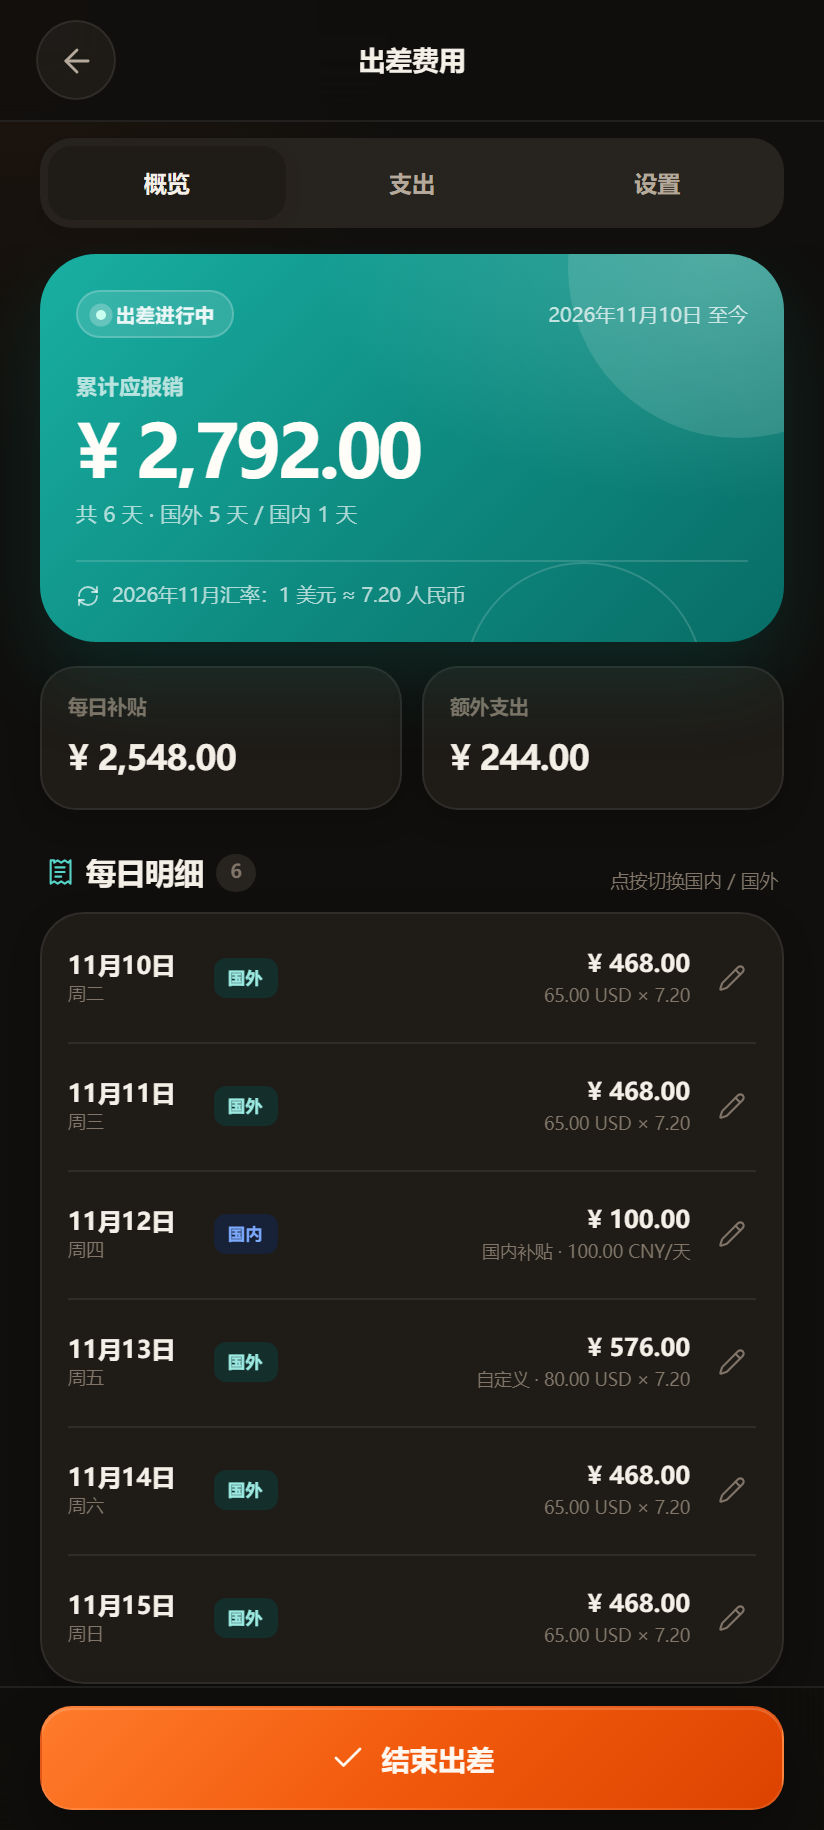 出差费用
概览 支出 设置
出差进行中 2026年11月10日 至今
累计应报销
¥ 2,792.00
共 6 天 · 国外 5 天 / 国内 1 天
2026年11月汇率：1 美元 ≈ 7.20 人民币
每日补贴
¥ 2,548.00
额外支出
¥ 244.00
每日明细 6 点按切换国内 / 国外
11月10日
周二
国外
¥ 468.00
65.00 USD × 7.20
11月11日
周三
国外
¥ 468.00
65.00 USD × 7.20
11月12日
周四
国内
¥ 100.00
国内补贴 · 100.00 CNY/天
11月13日
周五
国外
¥ 576.00
自定义 · 80.00 USD × 7.20
11月14日
周六
国外
¥ 468.00
65.00 USD × 7.20
11月15日
周日
国外
¥ 468.00
65.00 USD × 7.20
结束出差